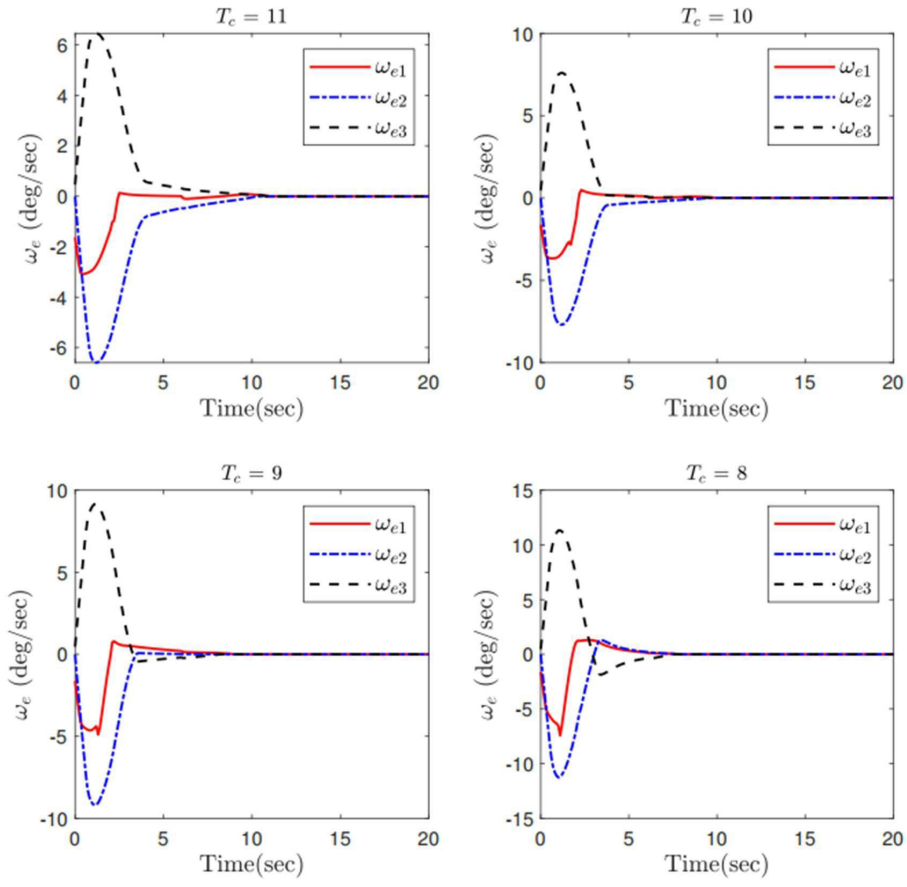 T_c = 11
6
4
2
0
-2
-4
-6
ω_e (deg/sec)
ω_e1
ω_e2
ω_e3
0 5 10 15 20
Time(sec)
T_c = 10
10
5
0
-5
-10
ω_e (deg/sec)
ω_e1
ω_e2
ω_e3
0 5 10 15 20
Time(sec)
T_c = 9
10
5
0
-5
-10
ω_e (deg/sec)
ω_e1
ω_e2
ω_e3
0 5 10 15 20
Time(sec)
T_c = 8
15
10
5
0
-5
-10
-15
ω_e (deg/sec)
ω_e1
ω_e2
ω_e3
0 5 10 15 20
Time(sec)